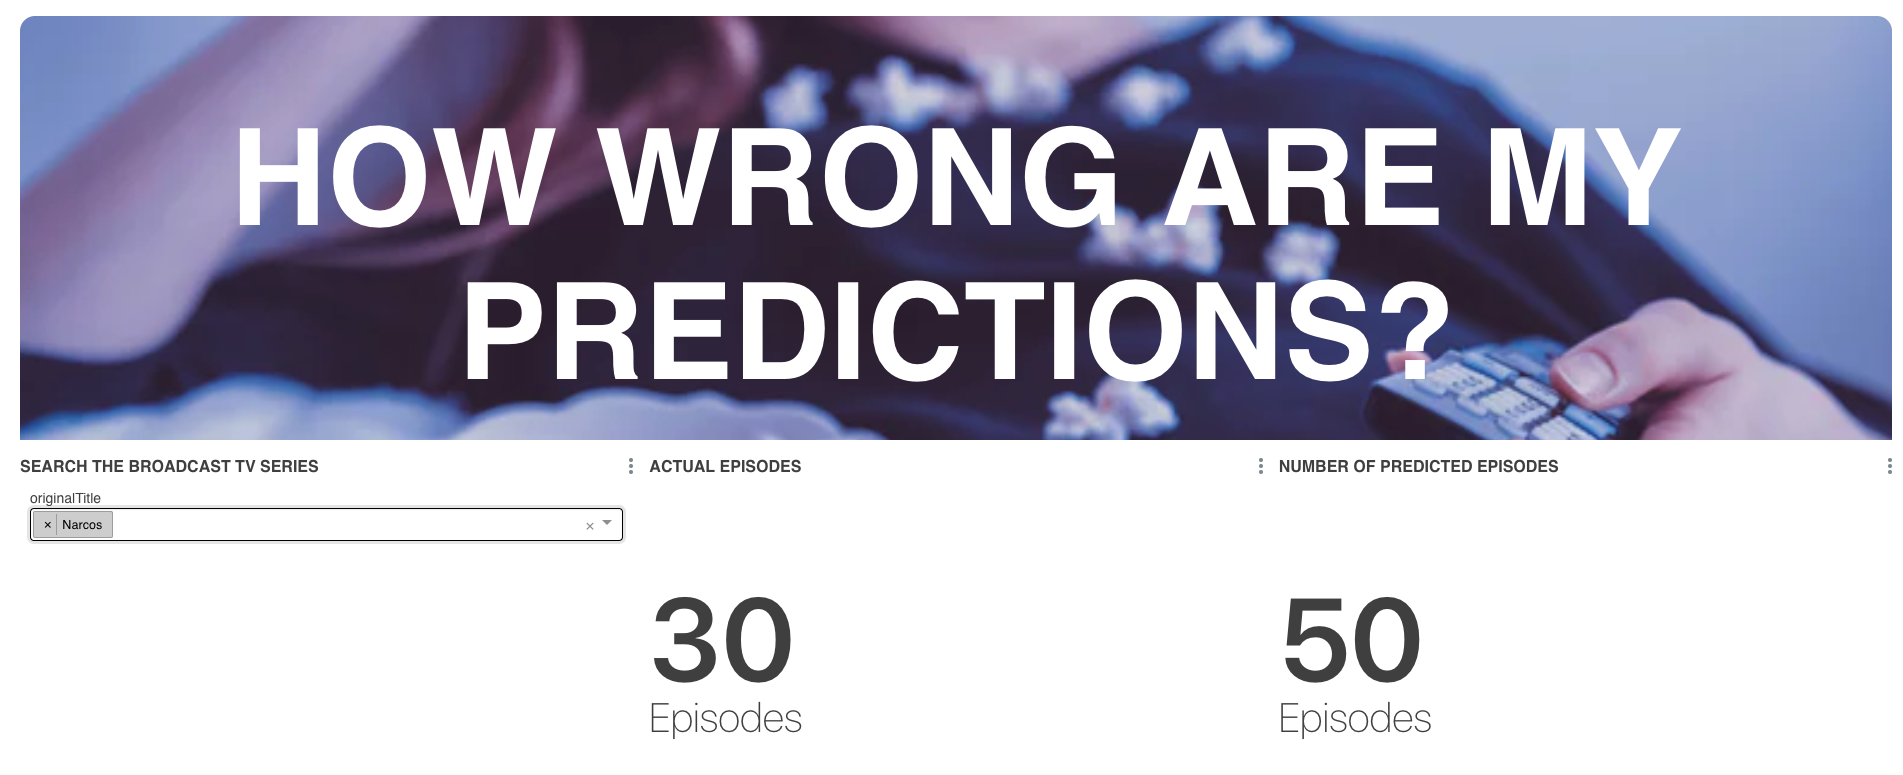 HOW WRONG ARE MY
PREDICTIONS?
SEARCH THE BROADCAST TV SERIES
ACTUAL EPISODES
NUMBER OF PREDICTED EPISODES
originalTitle
× Narcos ×
30
Episodes
50
Episodes